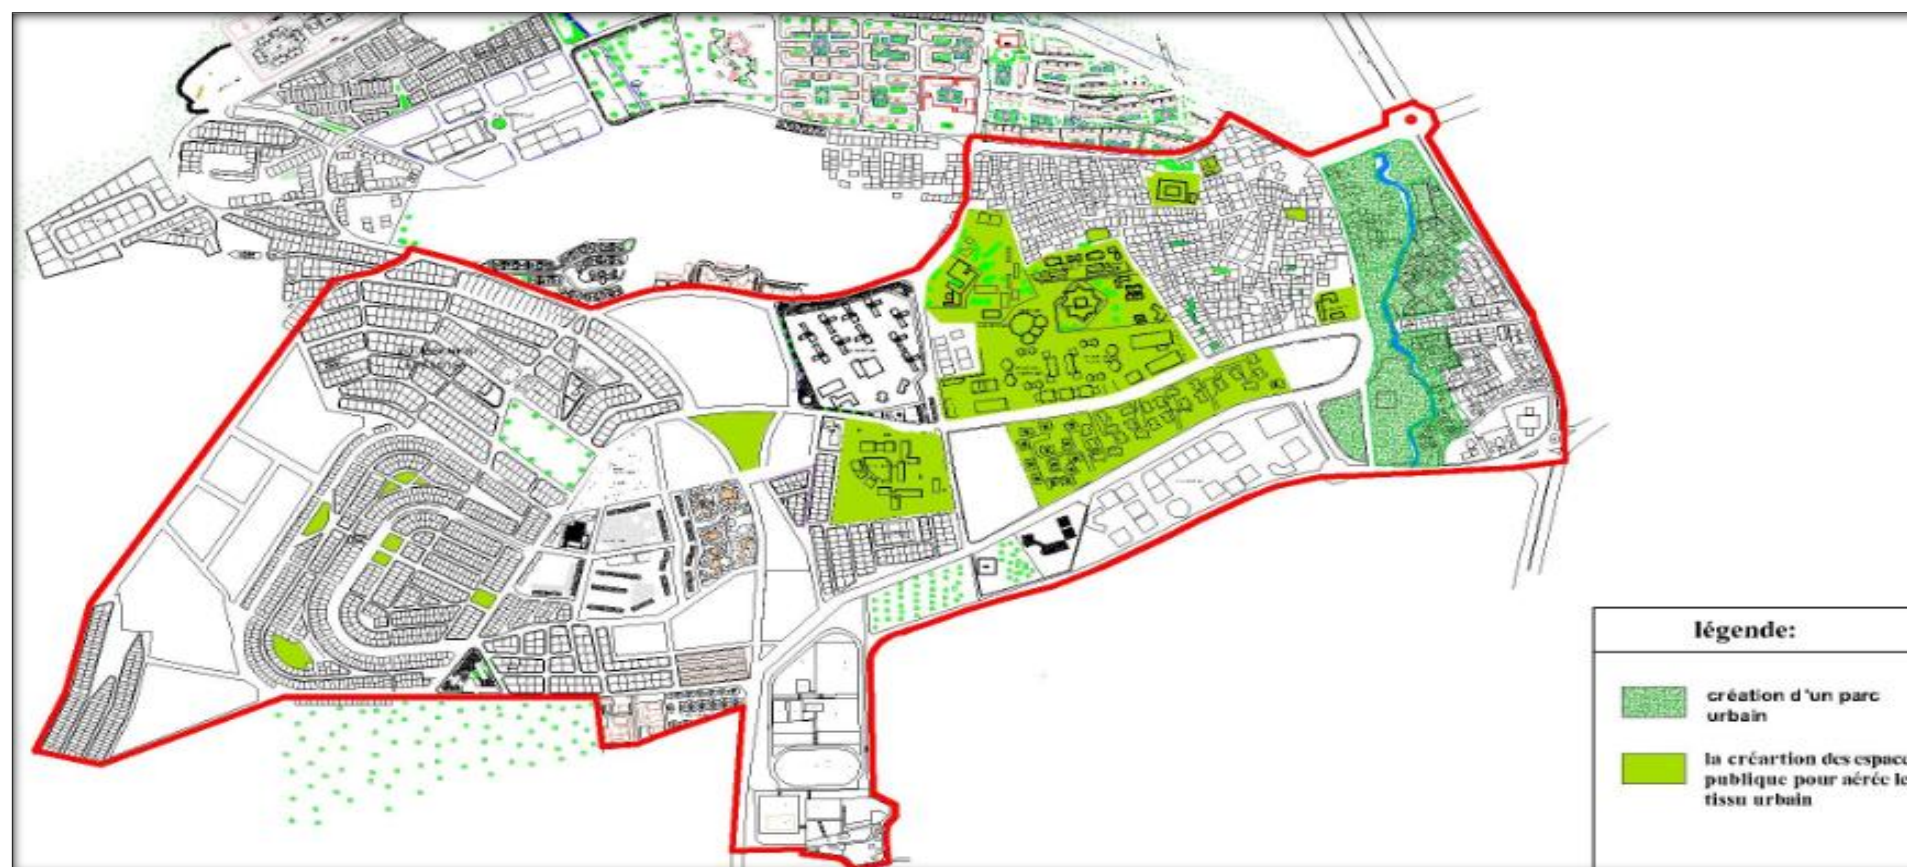 légende:
création d'un parc
urbain
la créartion des espace
publique pour aérée le
tissu urbain